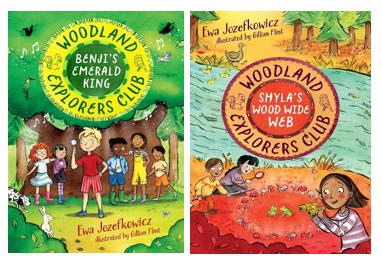 WOODLAND
BENJI'S
EMERALD
KING
EXPLORERS CLUB
Ewa Jozefkowicz
illustrated by Gillian Flint
Ewa Jozefkowicz
illustrated by Gillian Flint
WOODLAND
SHYLA'S
WOOD WIDE
WEB
EXPLORERS CLUB